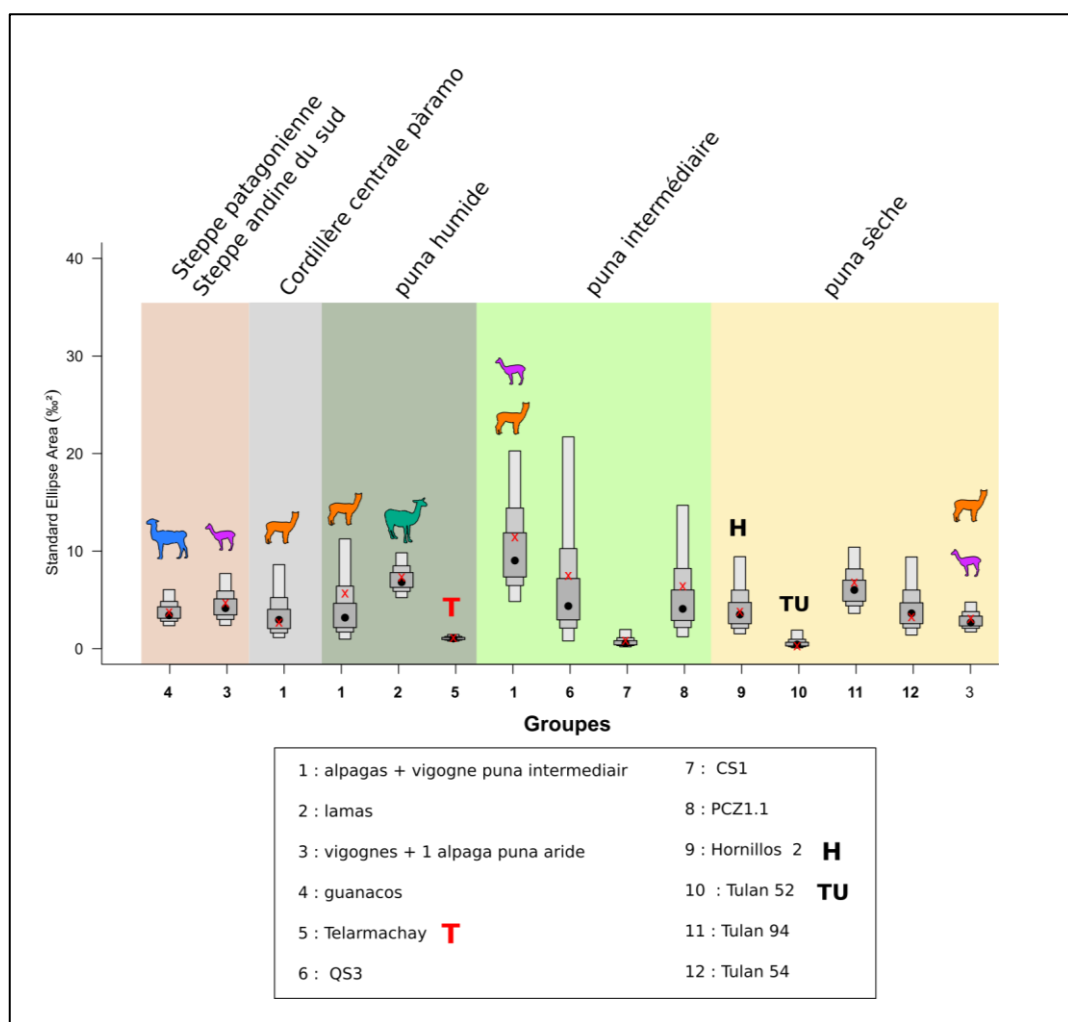 Steppe patagonienne
Steppe andine du sud
Cordillère centrale pàramo
puna humide
puna intermédiaire
puna sèche
Standard Ellipse Area (‰²)
40
30
20
10
0
T
H
TU
x x x x x x x x x x x x x x x
4 3 1 1 2 5 1 6 7 8 9 10 11 12 3
Groupes
1 : alpagas + vigogne puna intermediair
2 : lamas
3 : vigognes + 1 alpaga puna aride
4 : guanacos
5 : Telarmachay T
6 : QS3
7 : CS1
8 : PCZ1.1
9 : Hornillos 2 H
10 : Tulan 52 TU
11 : Tulan 94
12 : Tulan 54